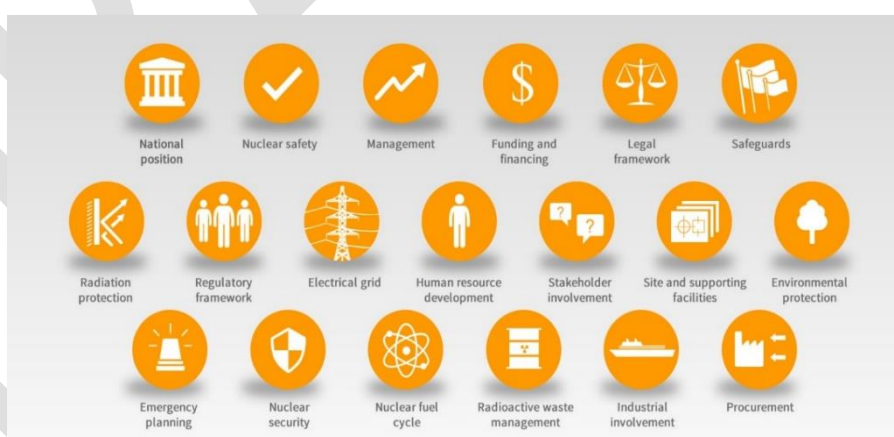 National position
Nuclear safety
Management
Funding and financing
Legal framework
Safeguards
Radiation protection
Regulatory framework
Electrical grid
Human resource development
Stakeholder involvement
Site and supporting facilities
Environmental protection
Emergency planning
Nuclear security
Nuclear fuel cycle
Radioactive waste management
Industrial involvement
Procurement